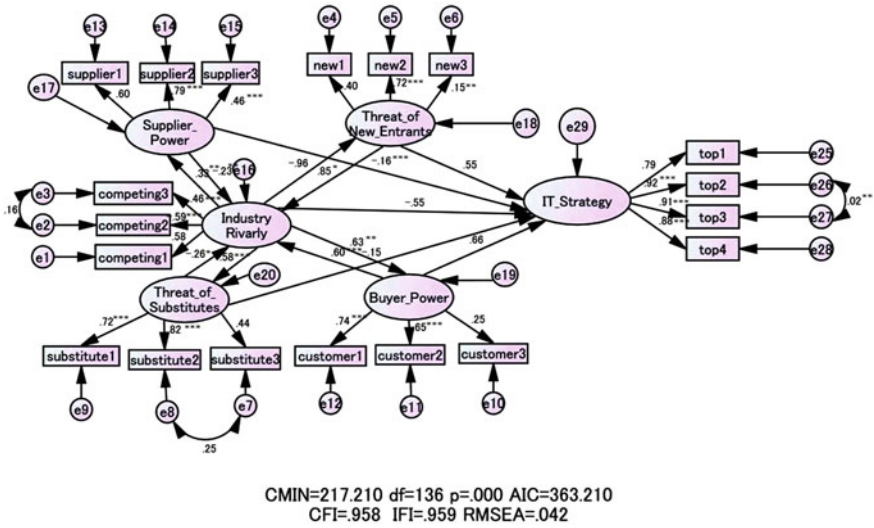 e13 e14 e15 e4 e5 e6
supplier1 supplier2 supplier3 new1 new2 new3
.60 .79*** .46*** .40 .72*** .15**
e17
Supplier_
Power
Threat_of
New_Entrants
e18 e29
e16
-.96 .85* -.16*** .55
top1 e25
.79
.92***
top2 e26
IT_Strategy
.91***
top3 e27
.02**
.88***
top4 e28
e3 competing3
.46***
.16
e2 competing2
.59***
Industry
Rivarly
-.55
e1 competing1
.58
-.26** .58***
.63**
.60 -.15
.66
e20 e19
Threat_of_
Substitutes
Buyer_Power
.72*** .82*** .44 .74** .65*** .25
substitute1 substitute2 substitute3 customer1 customer2 customer3
e9 e8 e7 e12 e11 e10
.25
CMIN=217.210 df=136 p=.000 AIC=363.210
CFI=.958 IFI=.959 RMSEA=.042